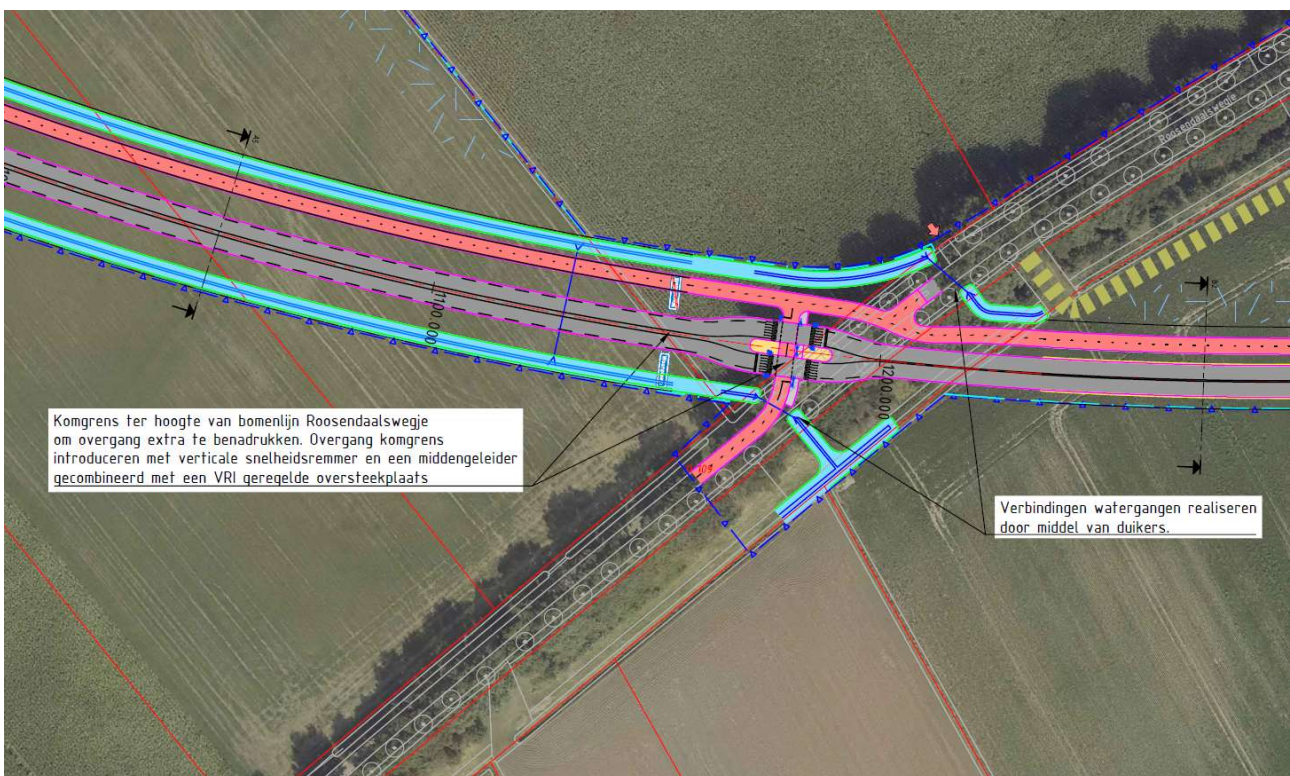 Roosendaalswegje
1100.000
1200.000
Komgrens ter hoogte van bomenlijn Roosendaalswegje
om overgang extra te benadrukken. Overgang komgrens
introduceren met verticale snelheidsremmer en een middengeleider
gecombineerd met een VRI geregelde oversteekplaats
Verbindingen watergangen realiseren
door middel van duikers.